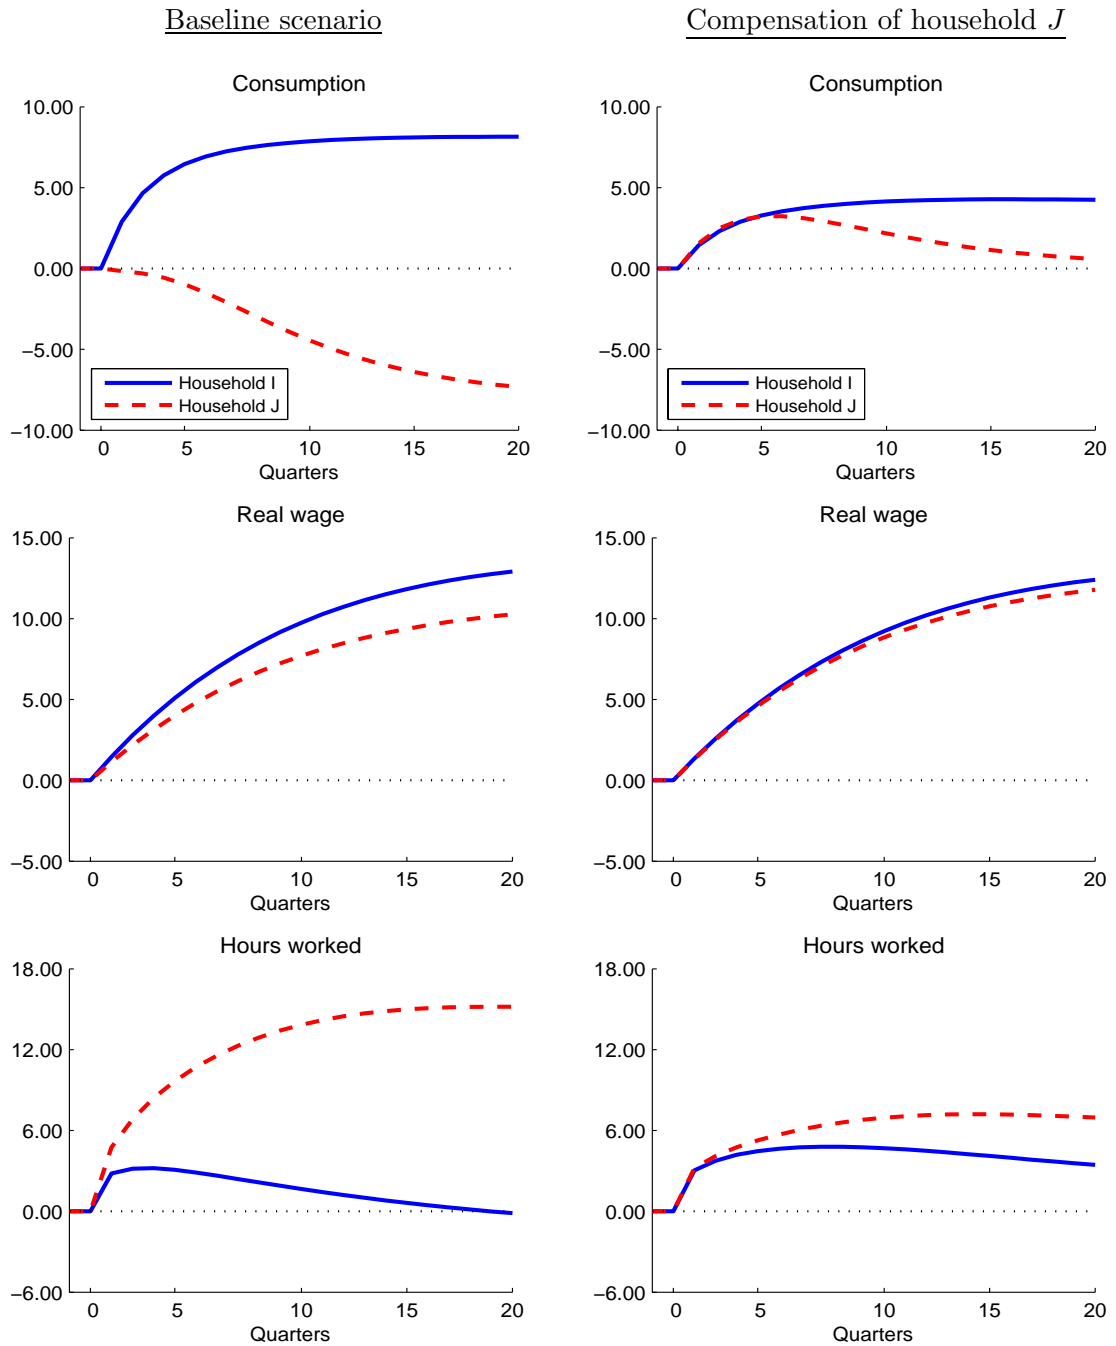 Baseline scenario
Compensation of household J
Consumption
10.00
5.00
0.00
−5.00
−10.00
Household I
Household J
0 5 10 15 20
Quarters
Consumption
10.00
5.00
0.00
−5.00
−10.00
Household I
Household J
0 5 10 15 20
Quarters
Real wage
15.00
10.00
5.00
0.00
−5.00
0 5 10 15 20
Quarters
Real wage
15.00
10.00
5.00
0.00
−5.00
0 5 10 15 20
Quarters
Hours worked
18.00
12.00
6.00
0.00
−6.00
0 5 10 15 20
Quarters
Hours worked
18.00
12.00
6.00
0.00
−6.00
0 5 10 15 20
Quarters